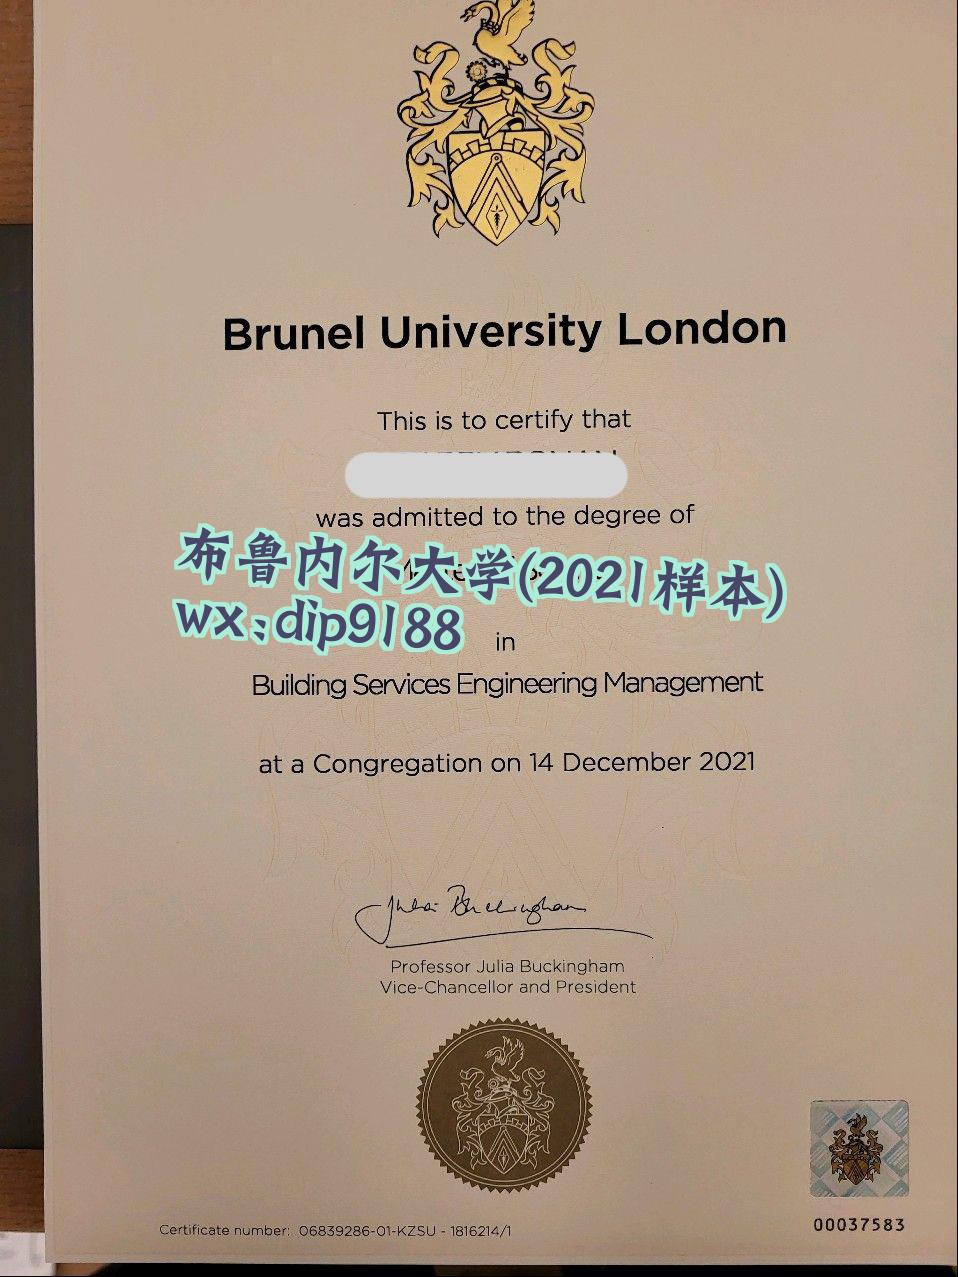 Brunel University London
This is to certify that
was admitted to the degree of
布鲁内尔大学(2021样本)
wx:dip9188
in
Building Services Engineering Management
at a Congregation on 14 December 2021
Julia Buckingham
Professor Julia Buckingham
Vice-Chancellor and President
Certificate number: 06839286-01-KZSU - 1816214/1
00037583